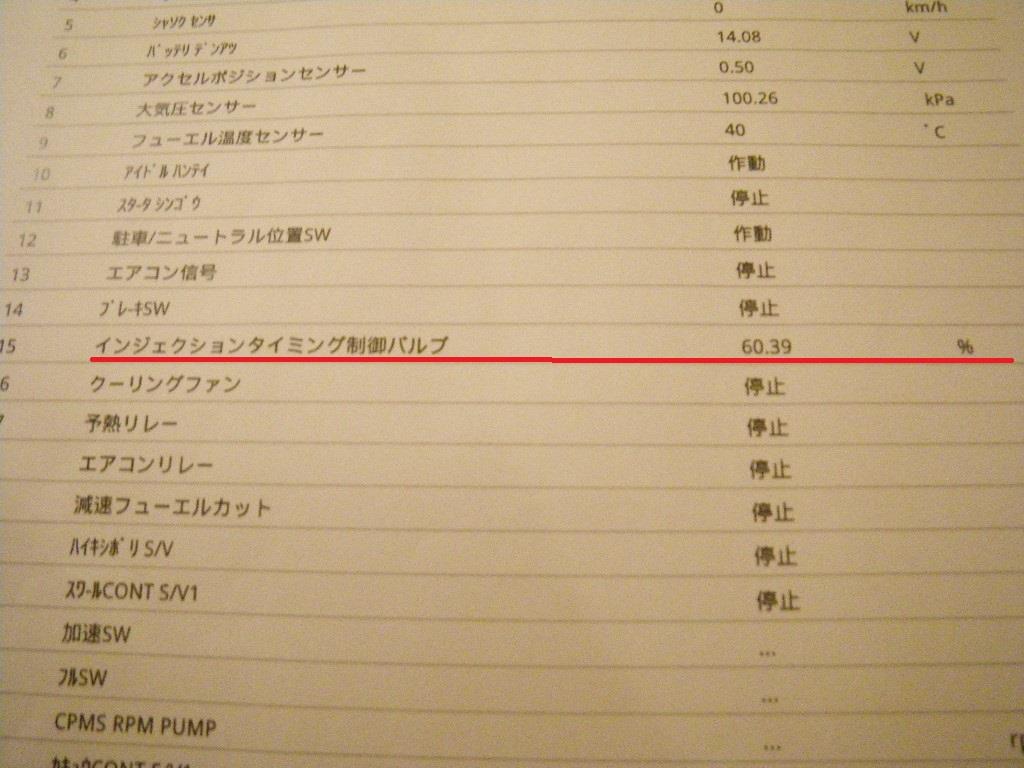 5 ｼｬｿｸ ｾﾝｻ 0 km/h
6 ﾊﾞｯﾃﾘ ﾃﾞﾝｱﾂ 14.08 V
7 アクセルポジションセンサー 0.50 V
8 大気圧センサー 100.26 kPa
9 フューエル温度センサー 40 ゜C
10 ｱｲﾄﾞﾙ ﾊﾝﾃｲ 作動
11 ｽﾀｰﾀ ｼﾝｺﾞｳ 停止
12 駐車/ニュートラル位置SW 作動
13 エアコン信号 停止
14 ﾌﾞﾚｰｷSW 停止
15 インジェクションタイミング制御バルブ 60.39 %
6 クーリングファン 停止
予熱リレー 停止
エアコンリレー 停止
減速フューエルカット 停止
ﾊｲｷｼﾎﾞﾘ S/V 停止
ｽﾜｰﾙCONT S/V1 停止
加速SW ...
ﾌﾙSW ...
CPMS RPM PUMP ...